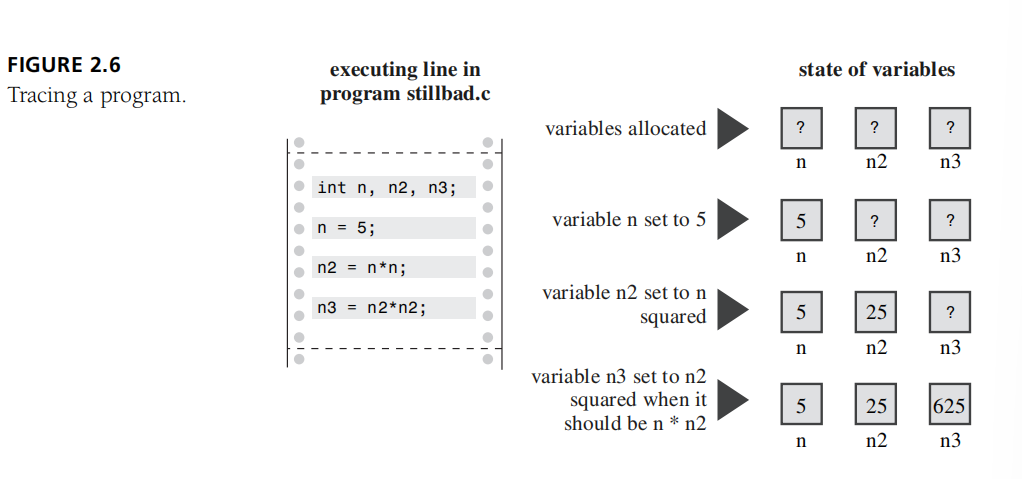 FIGURE 2.6
Tracing a program.
executing line in
program stillbad.c
int n, n2, n3;
n = 5;
n2 = n*n;
n3 = n2*n2;
state of variables
variables allocated
? ? ?
n n2 n3
variable n set to 5
5 ? ?
n n2 n3
variable n2 set to n
squared
5 25 ?
n n2 n3
variable n3 set to n2
squared when it
should be n * n2
5 25 625
n n2 n3